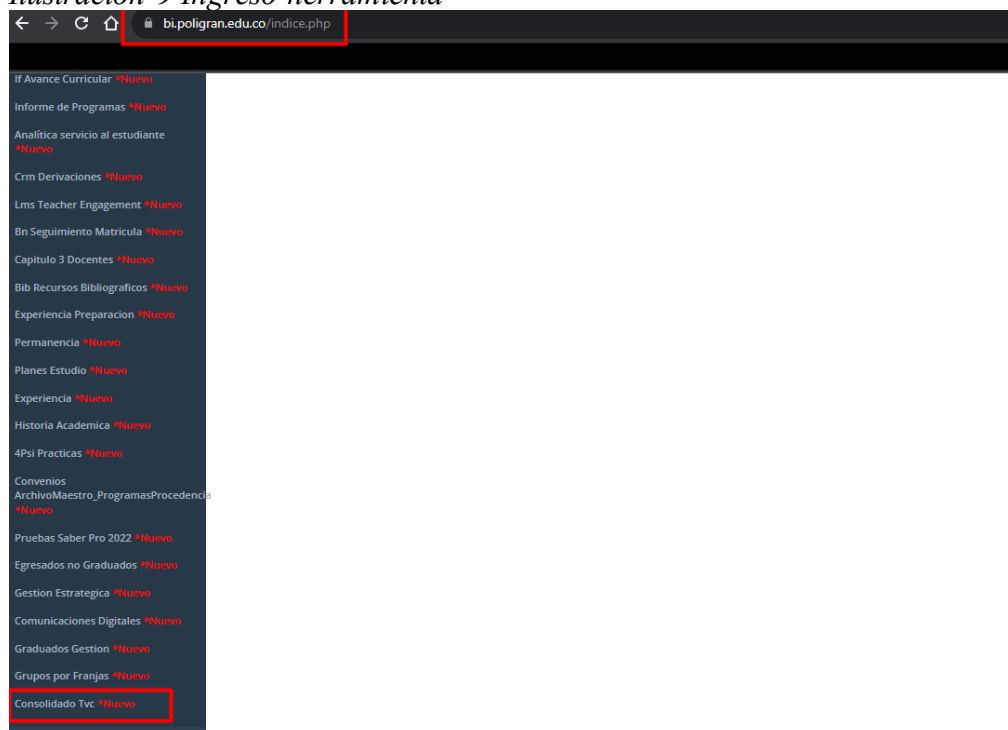 Ilustración 9 Ingreso herramienta
bi.poligran.edu.co/indice.php
If Avance Curricular *Nuevo
Informe de Programas *Nuevo
Analítica servicio al estudiante
*Nuevo
Crm Derivaciones *Nuevo
Lms Teacher Engagement *Nuevo
Bn Seguimiento Matricula *Nuevo
Capitulo 3 Docentes *Nuevo
Bib Recursos Bibliograficos *Nuevo
Experiencia Preparacion *Nuevo
Permanencia *Nuevo
Planes Estudio *Nuevo
Experiencia *Nuevo
Historia Academica *Nuevo
4Psi Practicas *Nuevo
Convenios
ArchivoMaestro_ProgramasProcedencia
*Nuevo
Pruebas Saber Pro 2022 *Nuevo
Egresados no Graduados *Nuevo
Gestion Estrategica *Nuevo
Comunicaciones Digitales *Nuevo
Graduados Gestion *Nuevo
Grupos por Franjas *Nuevo
Consolidado Tvc *Nuevo